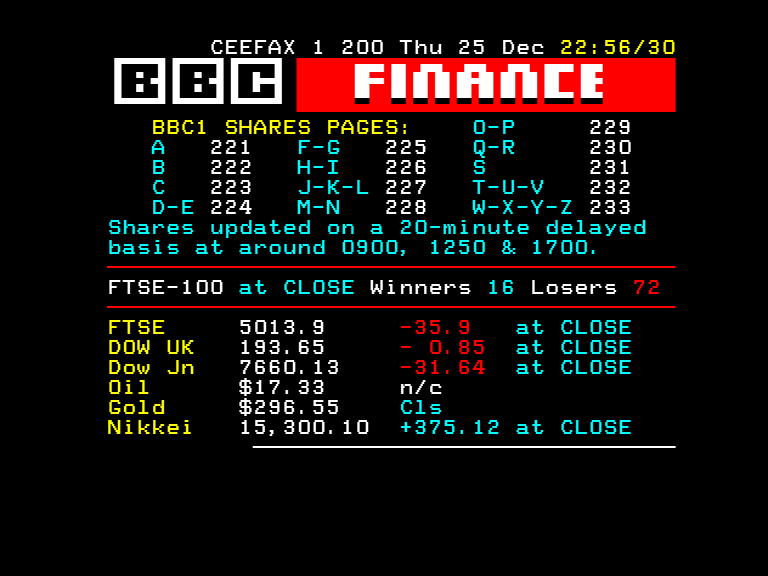 CEEFAX 1 200 Thu 25 Dec 22:56/30
BBC FINANCE
BBC1 SHARES PAGES: O-P 229
A 221 F-G 225 Q-R 230
B 222 H-I 226 S 231
C 223 J-K-L 227 T-U-V 232
D-E 224 M-N 228 W-X-Y-Z 233
Shares updated on a 20-minute delayed
basis at around 0900, 1250 & 1700.
FTSE-100 at CLOSE Winners 16 Losers 72
FTSE 5013.9 -35.9 at CLOSE
DOW UK 193.65 - 0.85 at CLOSE
Dow Jn 7660.13 -31.64 at CLOSE
Oil $17.33 n/c
Gold $296.55 Cls
Nikkei 15,300.10 +375.12 at CLOSE